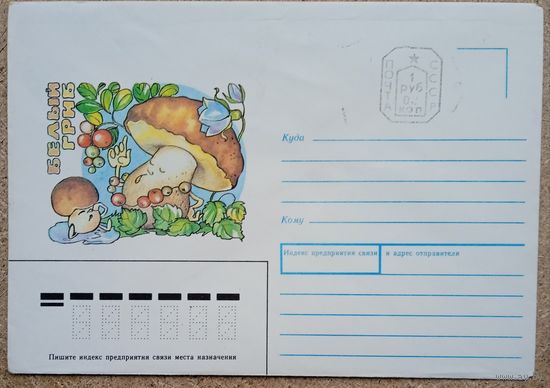 БЕЛЫЙ
ГРИБ
ПОЧТА
СССР
1
РУБ
КОП
Куда
Кому
Индекс предприятия связи
и адрес отправителя
Пишите индекс предприятия связи места назначения